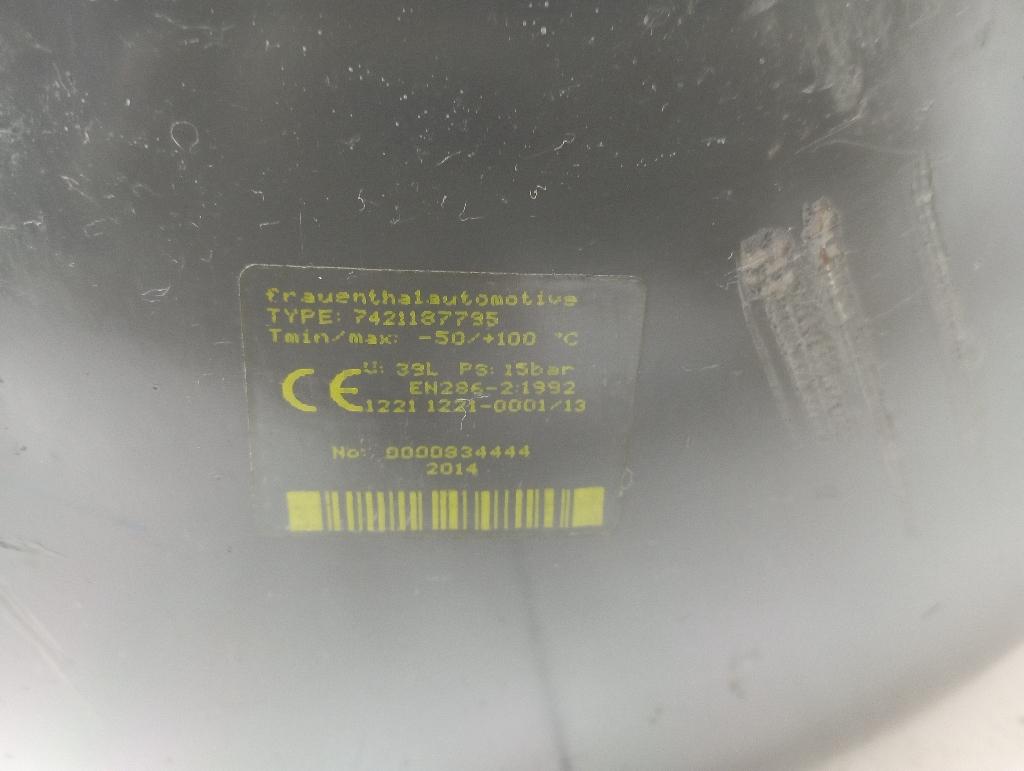 frauenthalautomotive
TYPE: 7421187795
Tmin/max: -50/+100 °C
U: 39L PS: 15bar
EN286-2:1992
CE 1221 1221-0001/13
No: 0000834444
2014